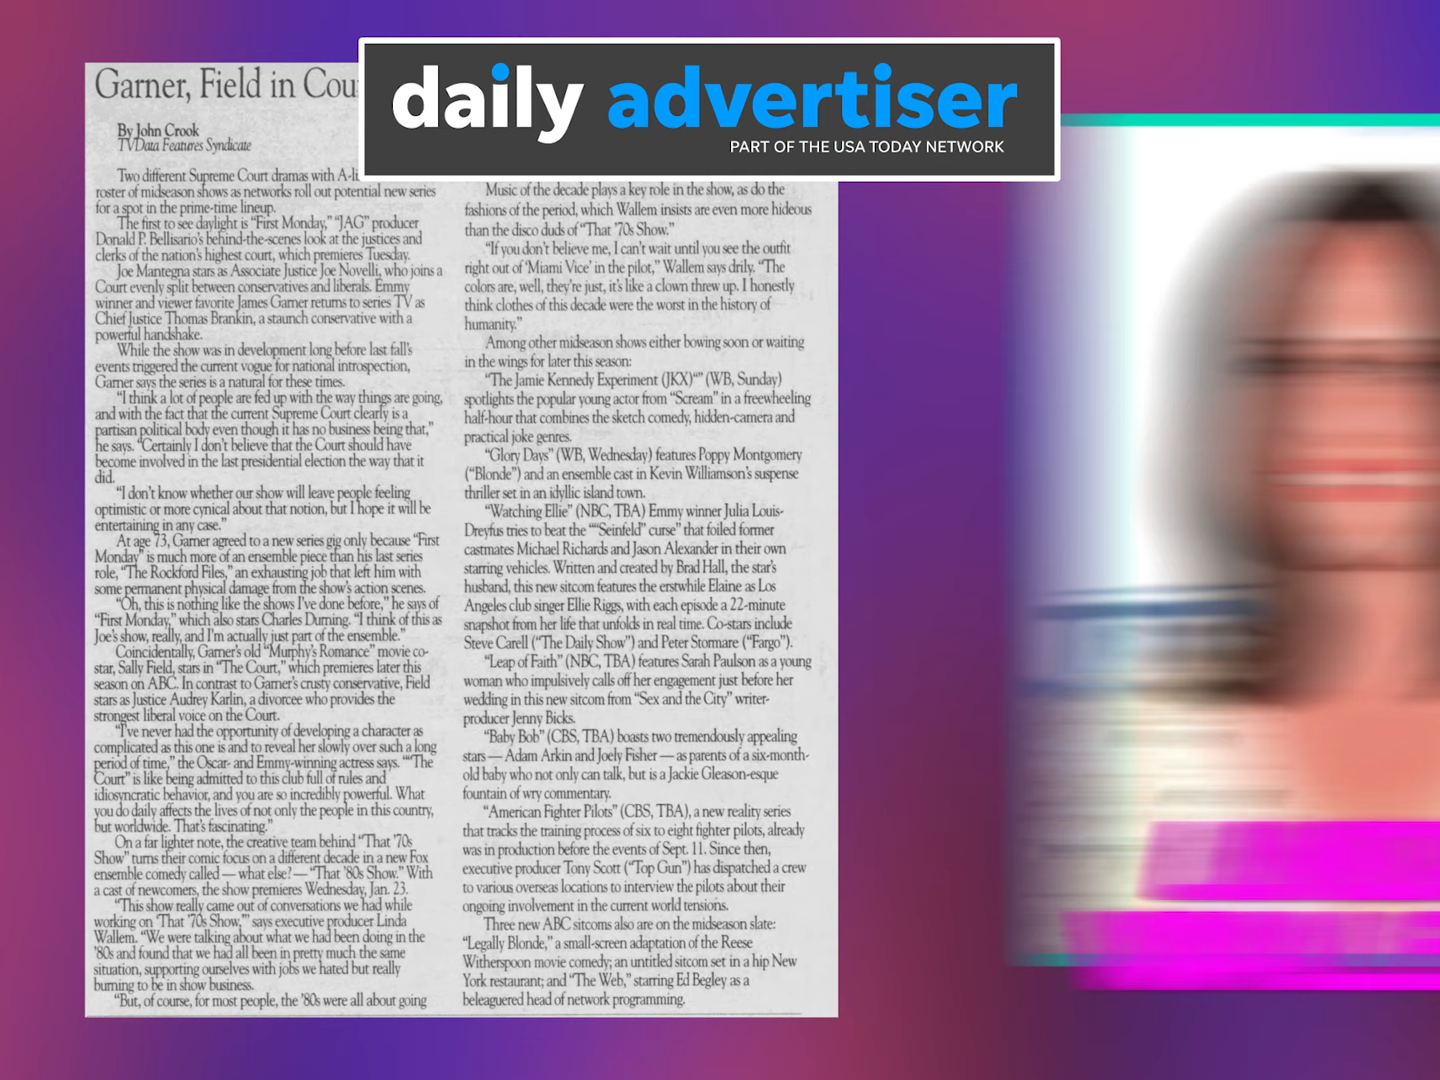 Garner, Field in Cou
daily advertiser
PART OF THE USA TODAY NETWORK
By John Crook
TVData Features Syndicate
Two different Supreme Court dramas with A-li
roster of midseason shows as networks roll out potential new series
for a spot in the prime-time lineup.
The first to see daylight is “First Monday,” “JAG” producer
Donald P. Bellisario’s behind-the-scenes look at the justices and
clerks of the nation’s highest court, which premieres Tuesday.
Joe Mantegna stars as Associate Justice Joe Novelli, who joins a
Court evenly split between conservatives and liberals. Emmy
winner and viewer favorite James Garner returns to series TV as
Chief Justice Thomas Brankin, a staunch conservative with a
powerful handshake.
While the show was in development long before last fall’s
events triggered the current vogue for national introspection,
Garner says the series is a natural for these times.
“I think a lot of people are fed up with the way things are going,
and with the fact that the current Supreme Court clearly is a
partisan political body even though it has no business being that,”
he says. “Certainly I don’t believe that the Court should have
become involved in the last presidential election the way that it
did.
“I don’t know whether our show will leave people feeling
optimistic or more cynical about that notion, but I hope it will be
entertaining in any case.”
At age 73, Garner agreed to a new series gig only because “First
Monday” is much more of an ensemble piece than his last series
role, “The Rockford Files,” an exhausting job that left him with
some permanent physical damage from the show’s action scenes.
“Oh, this is nothing like the shows I’ve done before,” he says of
“First Monday,” which also stars Charles Durning. “I think of this as
Joe’s show, really, and I’m actually just part of the ensemble.”
Coincidentally, Garner’s old “Murphy’s Romance” movie co-
star, Sally Field, stars in “The Court,” which premieres later this
season on ABC. In contrast to Garner’s crusty conservative, Field
stars as Justice Audrey Karlin, a divorcee who provides the
strongest liberal voice on the Court.
“I’ve never had the opportunity of developing a character as
complicated as this one is and to reveal her slowly over such a long
period of time,” the Oscar- and Emmy-winning actress says. ““The
Court” is like being admitted to this club full of rules and
idiosyncratic behavior, and you are so incredibly powerful. What
you do daily affects the lives of not only the people in this country,
but worldwide. That’s fascinating.”
On a far lighter note, the creative team behind “That ’70s
Show” turns their comic focus on a different decade in a new Fox
ensemble comedy called — what else? — “That ’80s Show.” With
a cast of newcomers, the show premieres Wednesday, Jan. 23.
“This show really came out of conversations we had while
working on ‘That ’70s Show,’” says executive producer Linda
Wallem. “We were talking about what we had been doing in the
’80s and found that we had all been in pretty much the same
situation, supporting ourselves with jobs we hated but really
burning to be in show business.
“But, of course, for most people, the ’80s were all about going
Music of the decade plays a key role in the show, as do the
fashions of the period, which Wallem insists are even more hideous
than the disco duds of “That ’70s Show.”
“If you don’t believe me, I can’t wait until you see the outfit
right out of ‘Miami Vice’ in the pilot,” Wallem says drily. “The
colors are, well, they’re just, it’s like a clown threw up. I honestly
think clothes of this decade were the worst in the history of
humanity.”
Among other midseason shows either bowing soon or waiting
in the wings for later this season:
“The Jamie Kennedy Experiment (JKX)“” (WB, Sunday)
spotlights the popular young actor from “Scream” in a freewheeling
half-hour that combines the sketch comedy, hidden-camera and
practical joke genres.
“Glory Days” (WB, Wednesday) features Poppy Montgomery
(“Blonde”) and an ensemble cast in Kevin Williamson’s suspense
thriller set in an idyllic island town.
“Watching Ellie” (NBC, TBA) Emmy winner Julia Louis-
Dreyfus tries to beat the ““Seinfeld” curse” that foiled former
castmates Michael Richards and Jason Alexander in their own
starring vehicles. Written and created by Brad Hall, the star’s
husband, this new sitcom features the erstwhile Elaine as Los
Angeles club singer Ellie Riggs, with each episode a 22-minute
snapshot from her life that unfolds in real time. Co-stars include
Steve Carell (“The Daily Show”) and Peter Stormare (“Fargo”).
“Leap of Faith” (NBC, TBA) features Sarah Paulson as a young
woman who impulsively calls off her engagement just before her
wedding in this new sitcom from “Sex and the City” writer-
producer Jenny Bicks.
“Baby Bob” (CBS, TBA) boasts two tremendously appealing
stars — Adam Arkin and Joely Fisher — as parents of a six-month-
old baby who not only can talk, but is a Jackie Gleason-esque
fountain of wry commentary.
“American Fighter Pilots” (CBS, TBA), a new reality series
that tracks the training process of six to eight fighter pilots, already
was in production before the events of Sept. 11. Since then,
executive producer Tony Scott (“Top Gun”) has dispatched a crew
to various overseas locations to interview the pilots about their
ongoing involvement in the current world tensions.
Three new ABC sitcoms also are on the midseason slate:
“Legally Blonde,” a small-screen adaptation of the Reese
Witherspoon movie comedy; an untitled sitcom set in a hip New
York restaurant; and “The Web,” starring Ed Begley as a
beleaguered head of network programming.